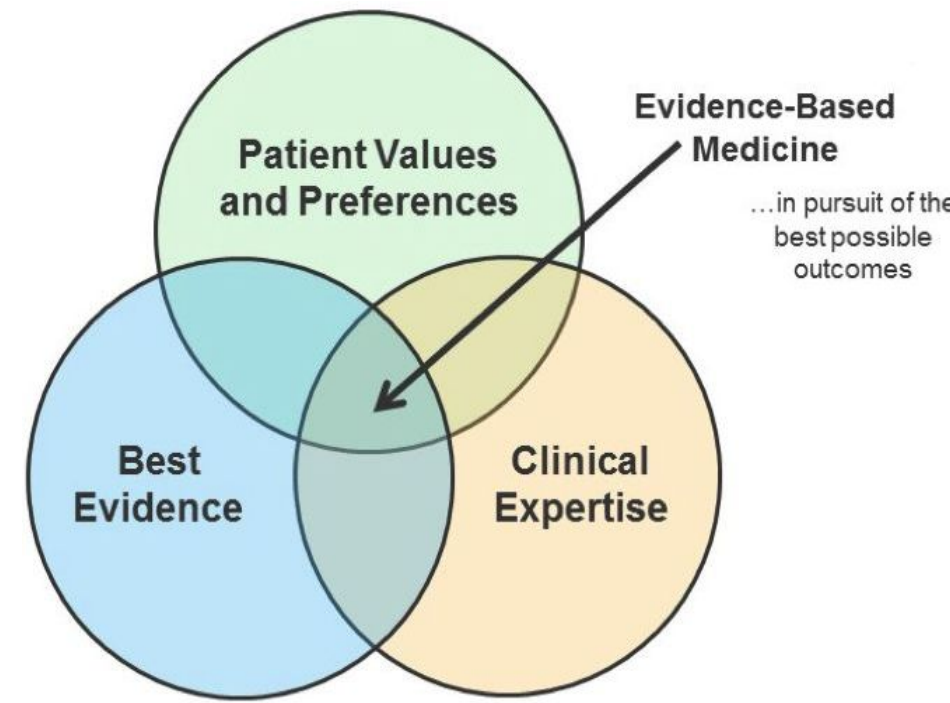 Patient Values
and Preferences
Evidence-Based
Medicine
…in pursuit of the
best possible
outcomes
Best
Evidence
Clinical
Expertise